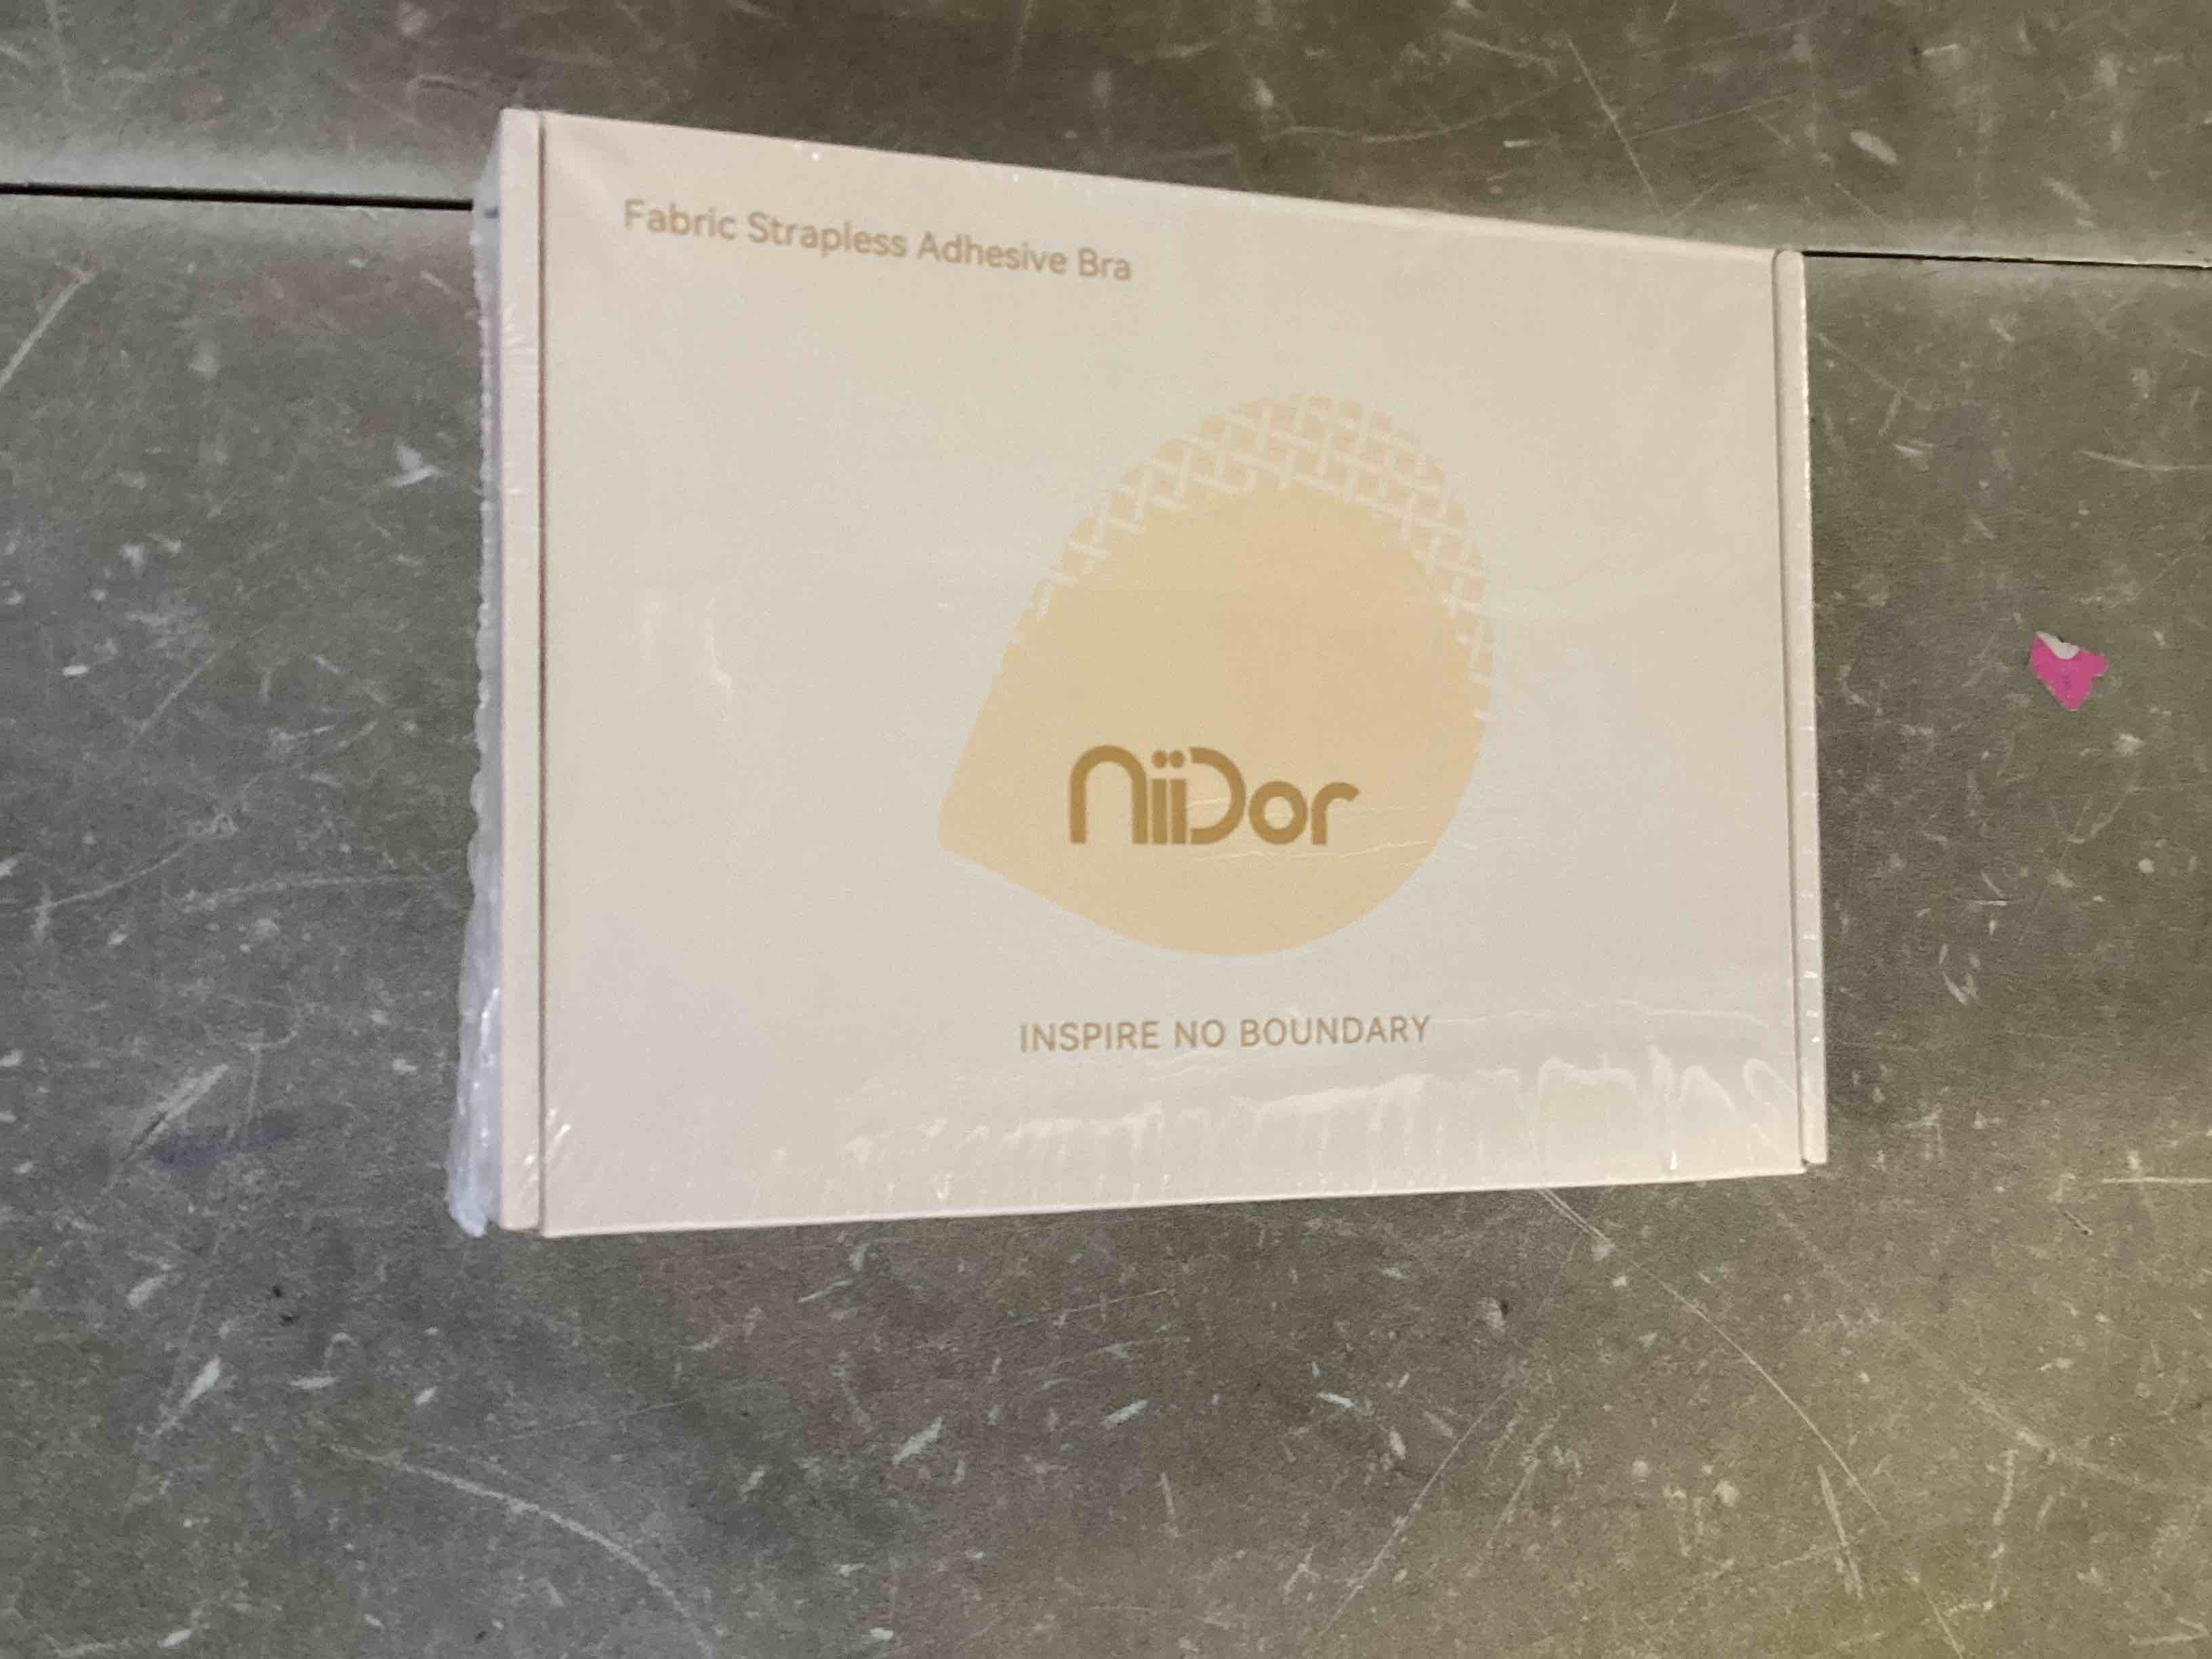 Fabric Strapless Adhesive Bra
NiiDor
INSPIRE NO BOUNDARY